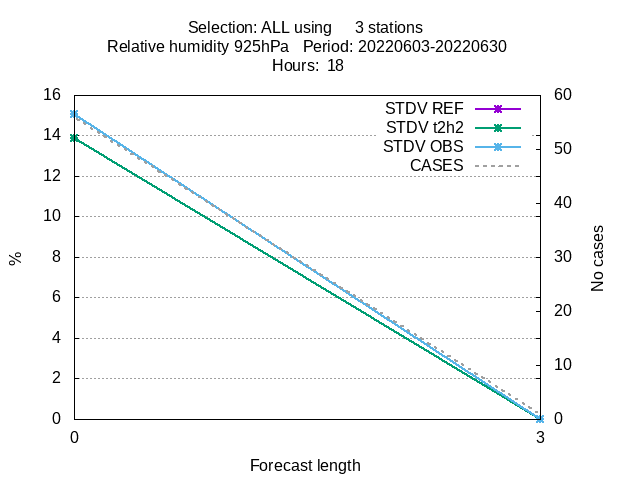 Selection: ALL using     3 stations
Relative humidity 925hPa   Period: 20220603-20220630
Hours:  18
STDV REF
STDV t2h2
STDV OBS
CASES
16
14
12
10
8
6
4
2
0
%
60
50
40
30
20
10
0
No cases
0
3
Forecast length